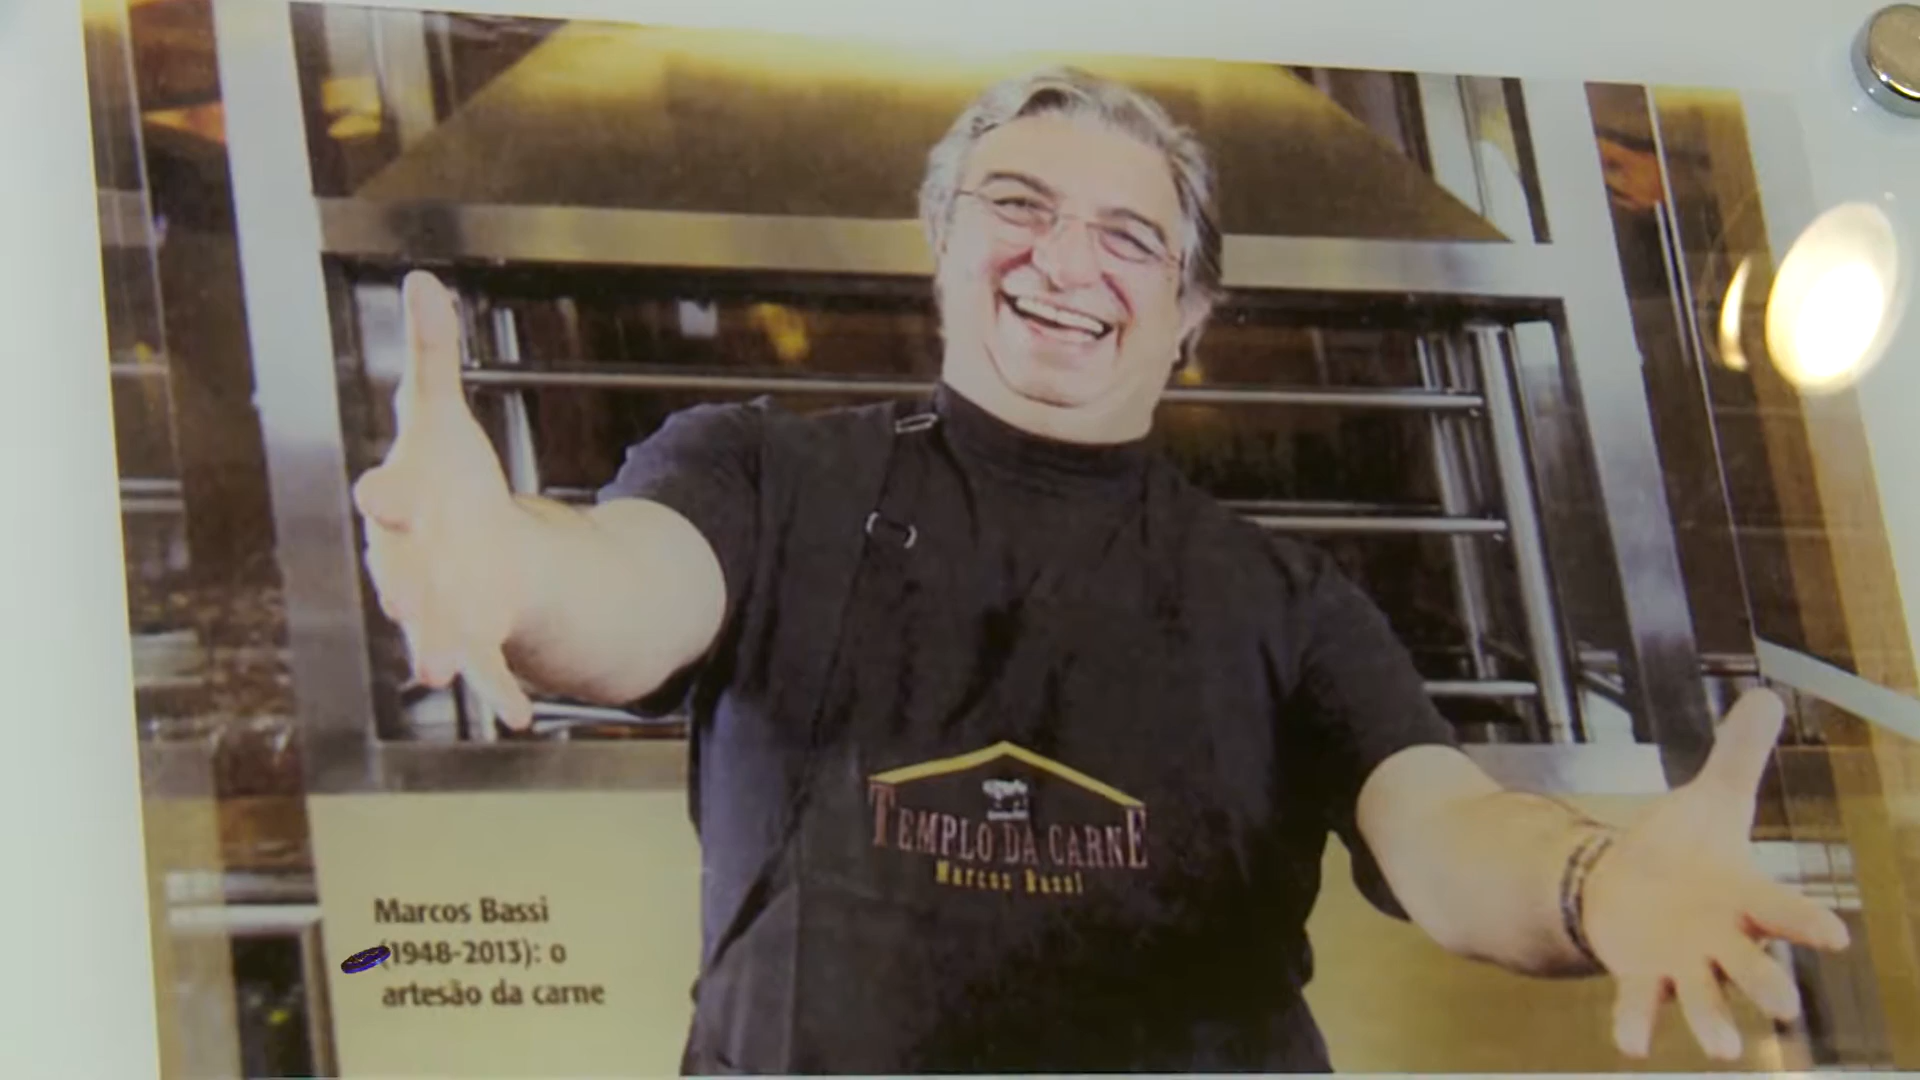 TEMPLO DA CARNE
Marcos Bassi
Marcos Bassi
(1948-2013): o
artesão da carne